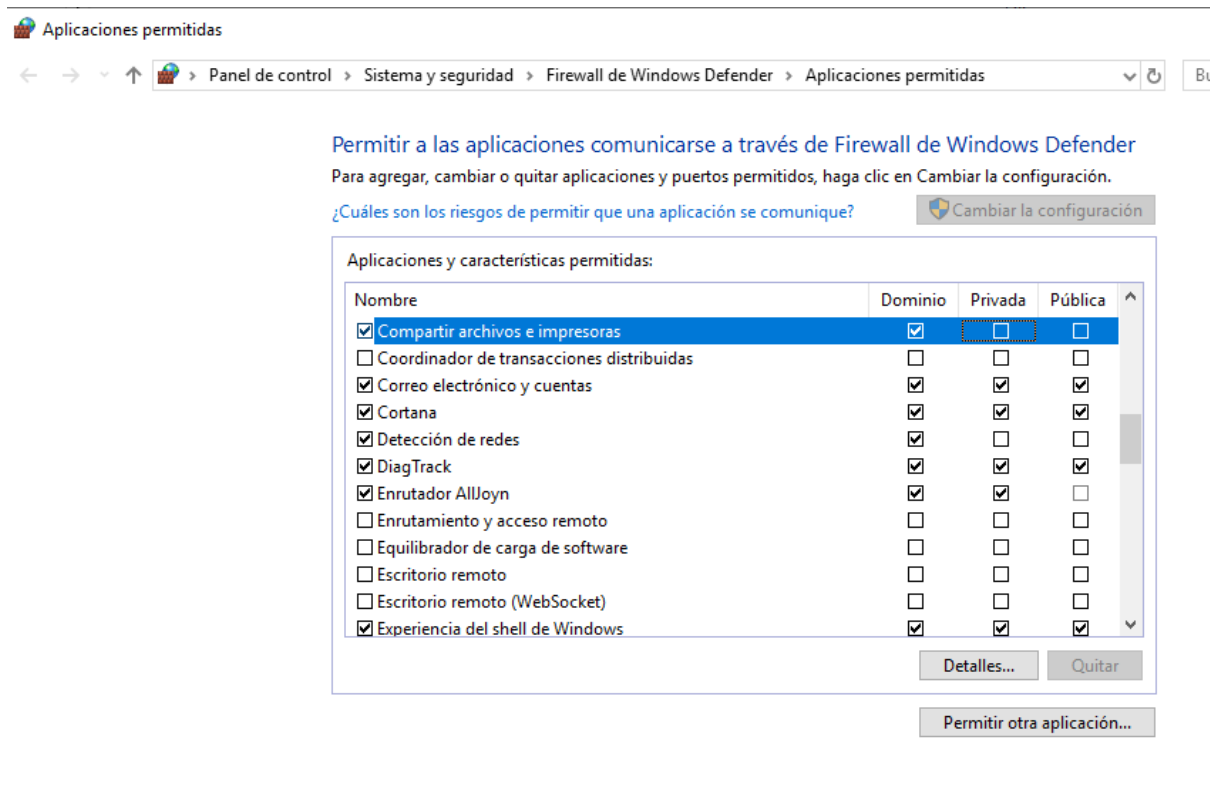 Aplicaciones permitidas
Panel de control > Sistema y seguridad > Firewall de Windows Defender > Aplicaciones permitidas
Permitir a las aplicaciones comunicarse a través de Firewall de Windows Defender
Para agregar, cambiar o quitar aplicaciones y puertos permitidos, haga clic en Cambiar la configuración.
¿Cuáles son los riesgos de permitir que una aplicación se comunique? Cambiar la configuración
Aplicaciones y características permitidas:
Nombre Dominio Privada Pública
Compartir archivos e impresoras
Coordinador de transacciones distribuidas
Correo electrónico y cuentas
Cortana
Detección de redes
DiagTrack
Enrutador AllJoyn
Enrutamiento y acceso remoto
Equilibrador de carga de software
Escritorio remoto
Escritorio remoto (WebSocket)
Experiencia del shell de Windows
Detalles... Quitar
Permitir otra aplicación...